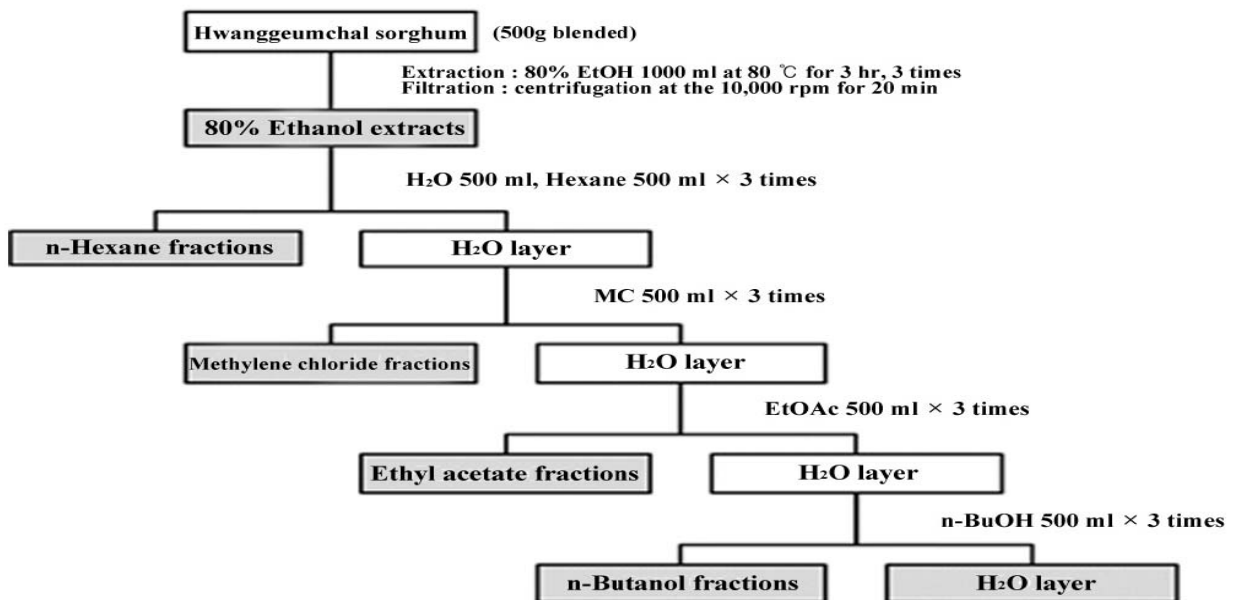 Hwanggeumchal sorghum (500g blended)
Extraction : 80% EtOH 1000 ml at 80 ℃ for 3 hr, 3 times
Filtration : centrifugation at the 10,000 rpm for 20 min
80% Ethanol extracts
H₂O 500 ml, Hexane 500 ml × 3 times
n-Hexane fractions
H₂O layer
MC 500 ml × 3 times
Methylene chloride fractions
H₂O layer
EtOAc 500 ml × 3 times
Ethyl acetate fractions
H₂O layer
n-BuOH 500 ml × 3 times
n-Butanol fractions
H₂O layer